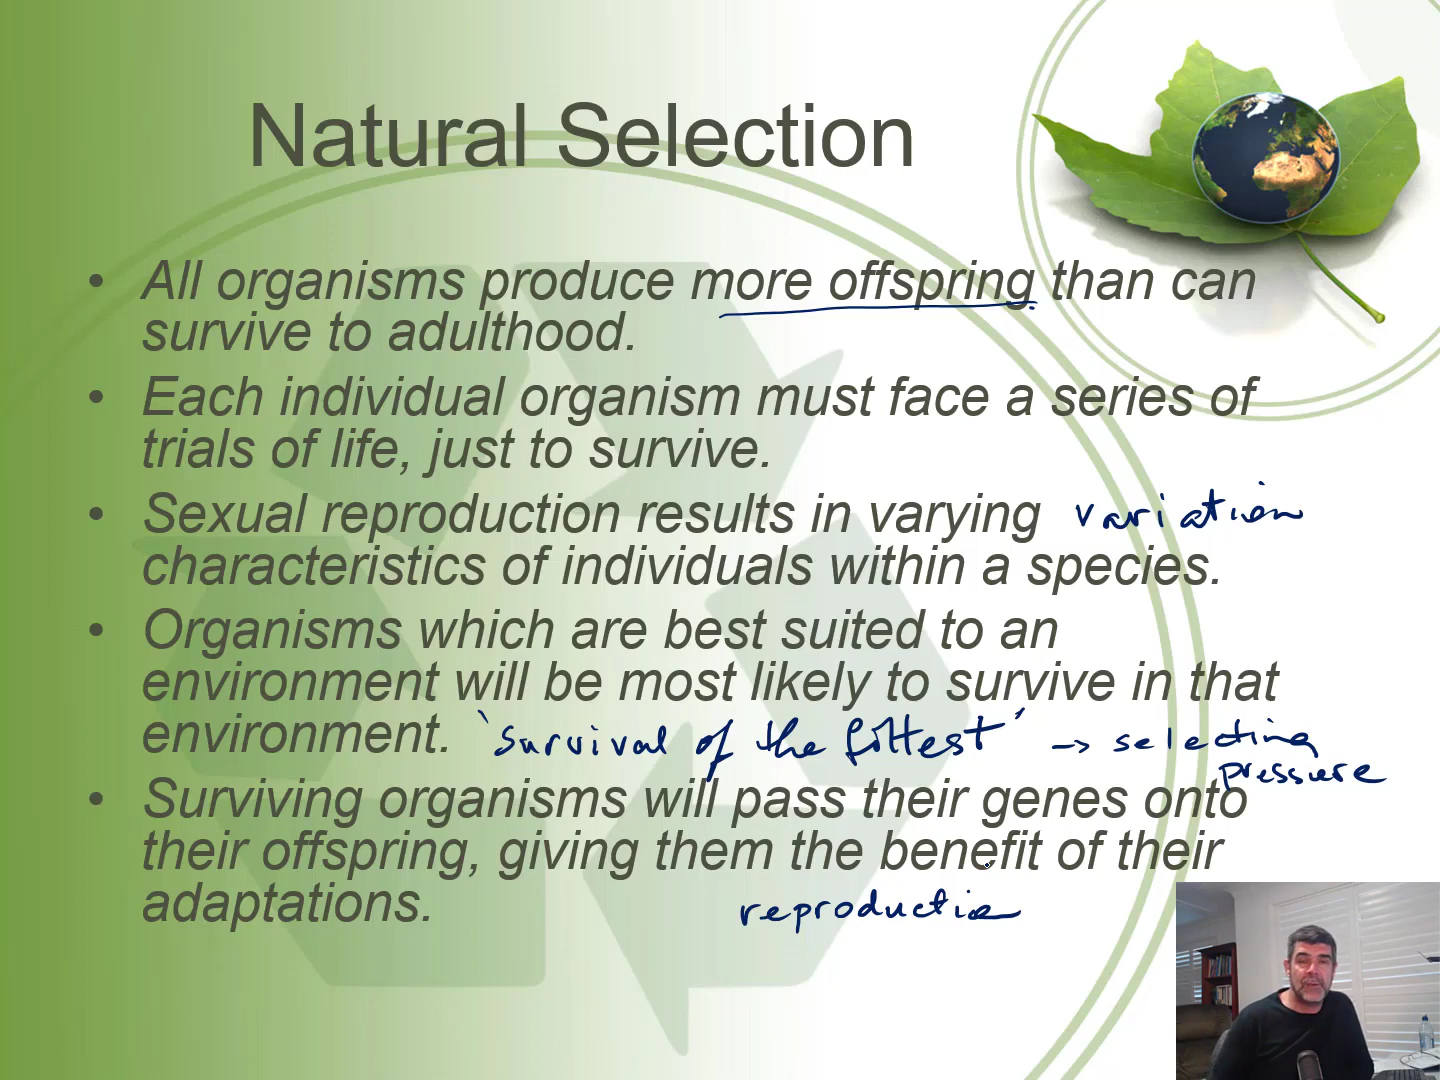 Natural Selection
• All organisms produce more offspring than can
survive to adulthood.
• Each individual organism must face a series of
trials of life, just to survive.
• Sexual reproduction results in varying variation
characteristics of individuals within a species.
• Organisms which are best suited to an
environment will be most likely to survive in that
environment. 'survival of the fittest' → selecting
pressure
• Surviving organisms will pass their genes onto
their offspring, giving them the benefit of their
adaptations. reproduction